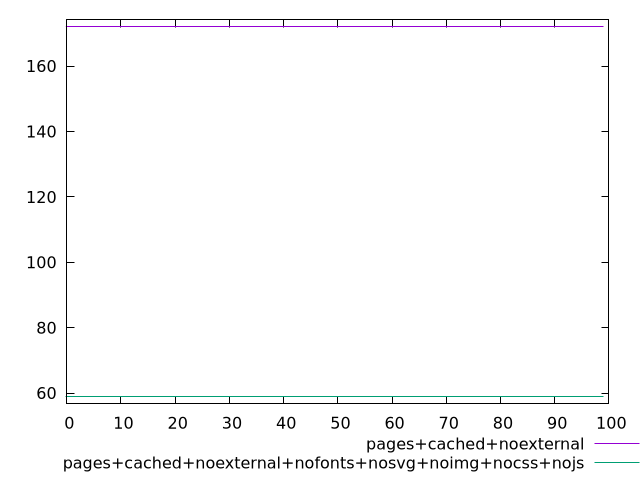 160
140
120
100
80
60
0 10 20 30 40 50 60 70 80 90 100
pages+cached+noexternal
pages+cached+noexternal+nofonts+nosvg+noimg+nocss+nojs